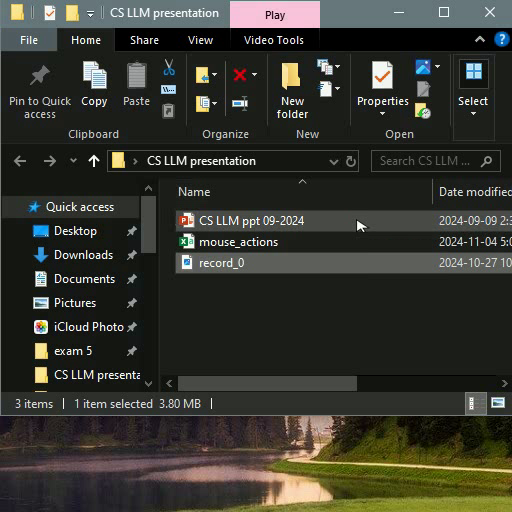 CS LLM presentation
Play
File
Home
Share
View
Video Tools
Pin to Quick access
Copy
Paste
New folder
Properties
Select
Clipboard
Organize
New
Open
CS LLM presentation
Search CS LLM ...
Name
Date modified
Quick access
Desktop
Downloads
Documents
Pictures
iCloud Photo
exam 5
CS LLM presenta
CS LLM ppt 09-2024
2024-09-09 2:3
mouse_actions
2024-11-04 5:0
record_0
2024-10-27 10
3 items
1 item selected 3.80 MB